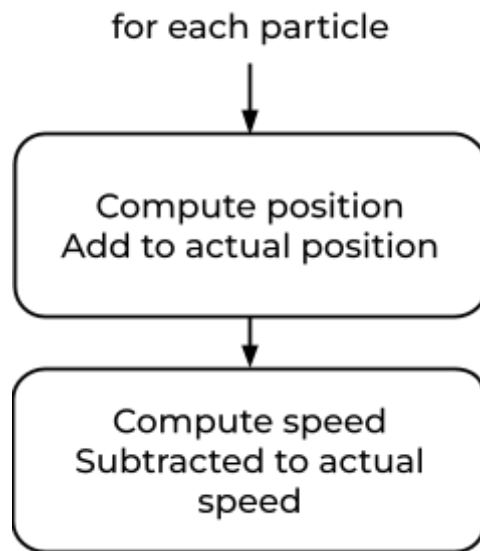 for each particle
Compute position
Add to actual position
Compute speed
Subtracted to actual
speed